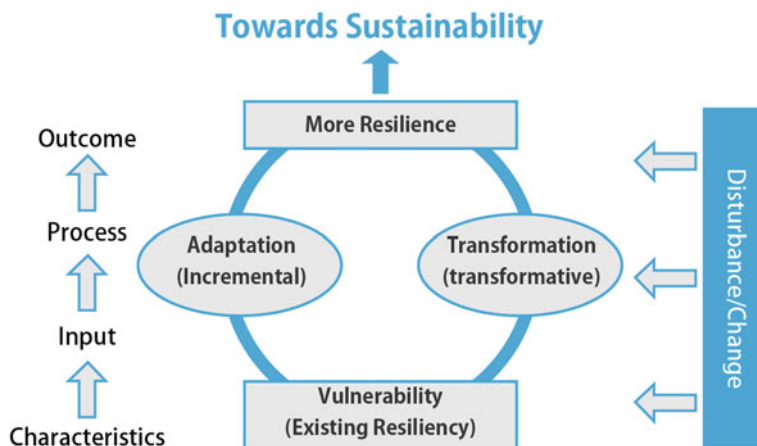 Towards Sustainability
More Resilience
Outcome
Process
Input
Characteristics
Adaptation
(Incremental)
Transformation
(transformative)
Vulnerability
(Existing Resiliency)
Disturbance/Change